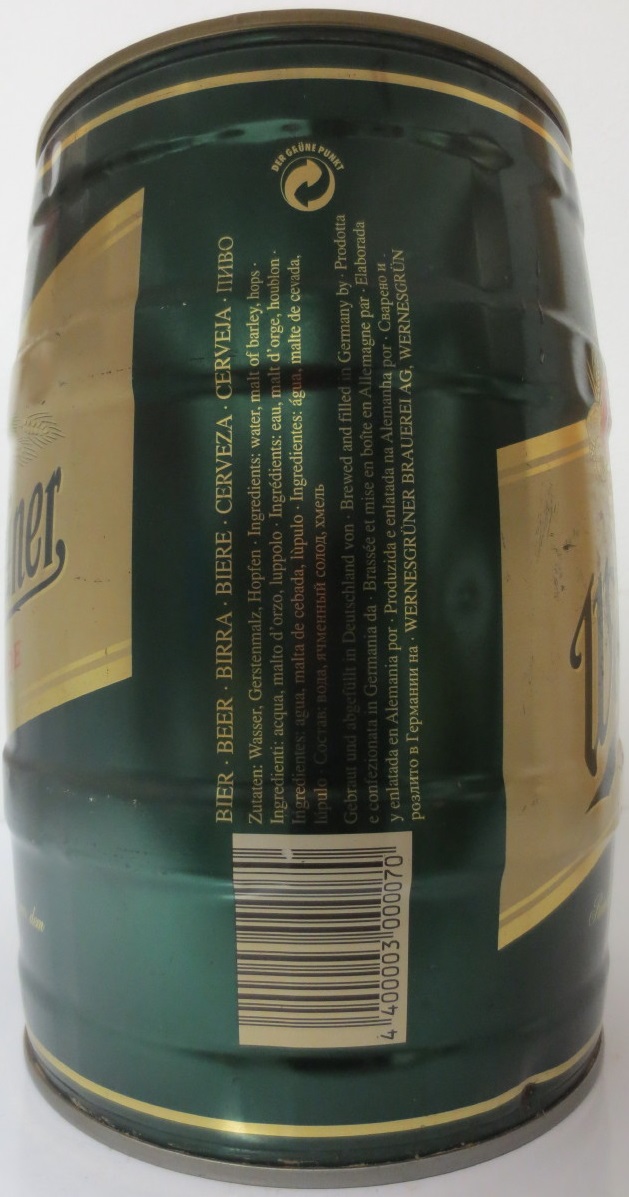 DER GRÜNE PUNKT
BIER · BEER · BIRRA · BIERE · CERVEZA · CERVEJA · ПИВО
Zutaten: Wasser, Gerstenmalz, Hopfen · Ingredients: water, malt of barley, hops ·
Ingredienti: acqua, malto d'orzo, luppolo · Ingrédients: eau, malt d'orge, houblon ·
Ingredientes: agua, malta de cebada, lúpulo · Ingredientes: água, malte de cevada,
lúpulo · Состав: вода, ячменный солод, хмель
Gebraut und abgefüllt in Deutschland von · Brewed and filled in Germany by · Prodotta
e confezionata in Germania da · Brassée et mise en boîte en Allemagne par · Elaborada
y enlatada en Alemania por · Produzida e enlatada na Alemanha por · Сварено и
розлито в Германии на · WERNESGRÜNER BRAUEREI AG, WERNESGRÜN
4 400003 000070
ner
E